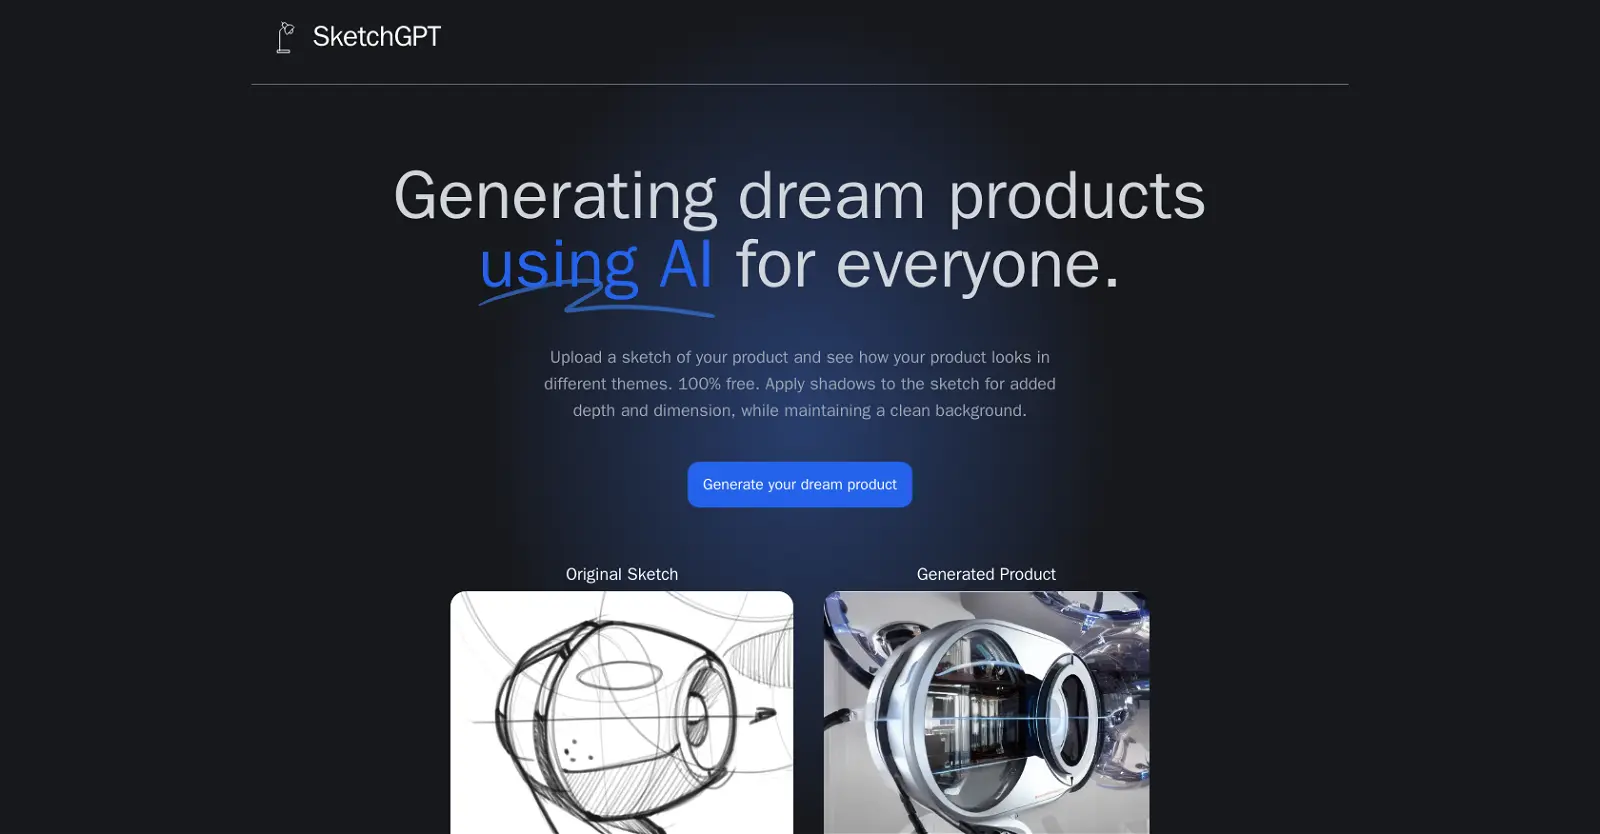 SketchGPT
Generating dream products
using AI for everyone.
Upload a sketch of your product and see how your product looks in
different themes. 100% free. Apply shadows to the sketch for added
depth and dimension, while maintaining a clean background.
Generate your dream product
Original Sketch
Generated Product